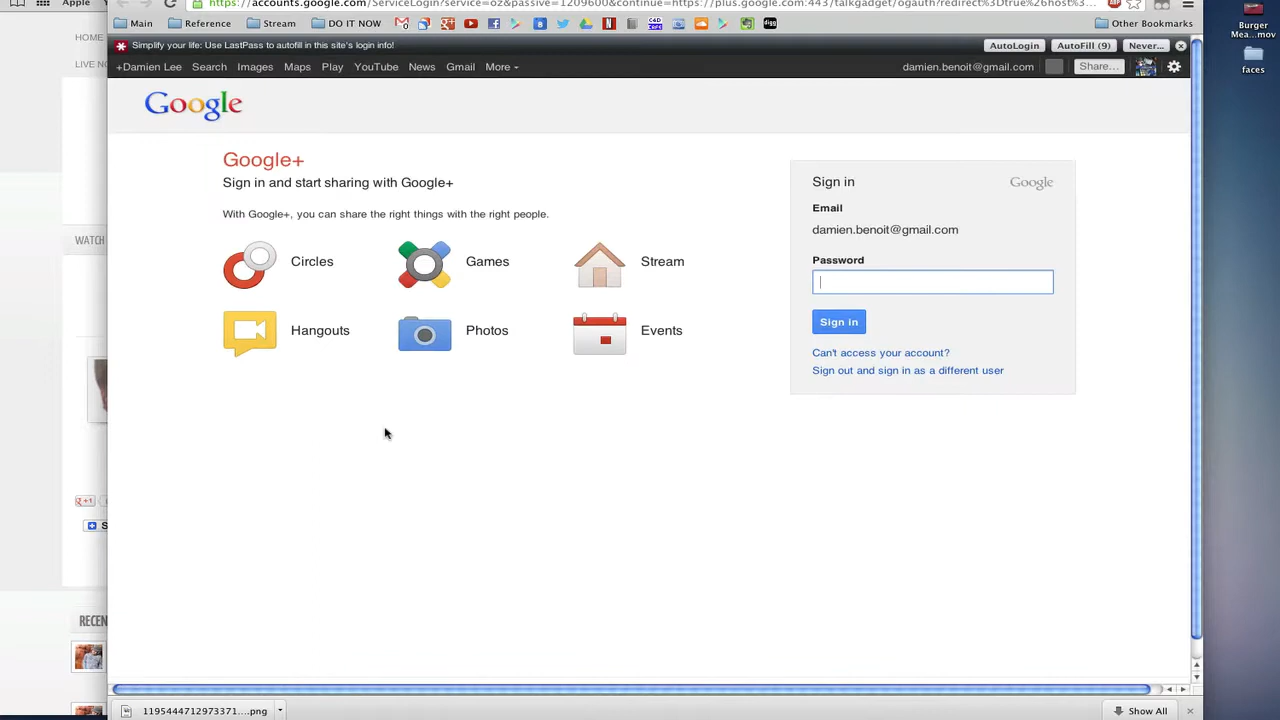 Apple
https://accounts.google.com/ServiceLogin?service=oz&passive=1209600&continue=https://plus.google.com:443/talkgadget/ogauth?redirect%3Dtrue%26host%3...
Main Reference Stream DO IT NOW Other Bookmarks
Simplify your life: Use LastPass to autofill in this site's login info! AutoLogin AutoFill (9) Never...
+Damien Lee Search Images Maps Play YouTube News Gmail More damien.benoit@gmail.com Share...
Google
Google+
Sign in and start sharing with Google+
With Google+, you can share the right things with the right people.
Circles Games Stream
Hangouts Photos Events
Sign in Google
Email
damien.benoit@gmail.com
Password
Sign in
Can't access your account?
Sign out and sign in as a different user
HOME
LIVE NO
WATCH
+1
S
RECEN
Burger
Mea...mov
faces
1195444712973371....png Show All